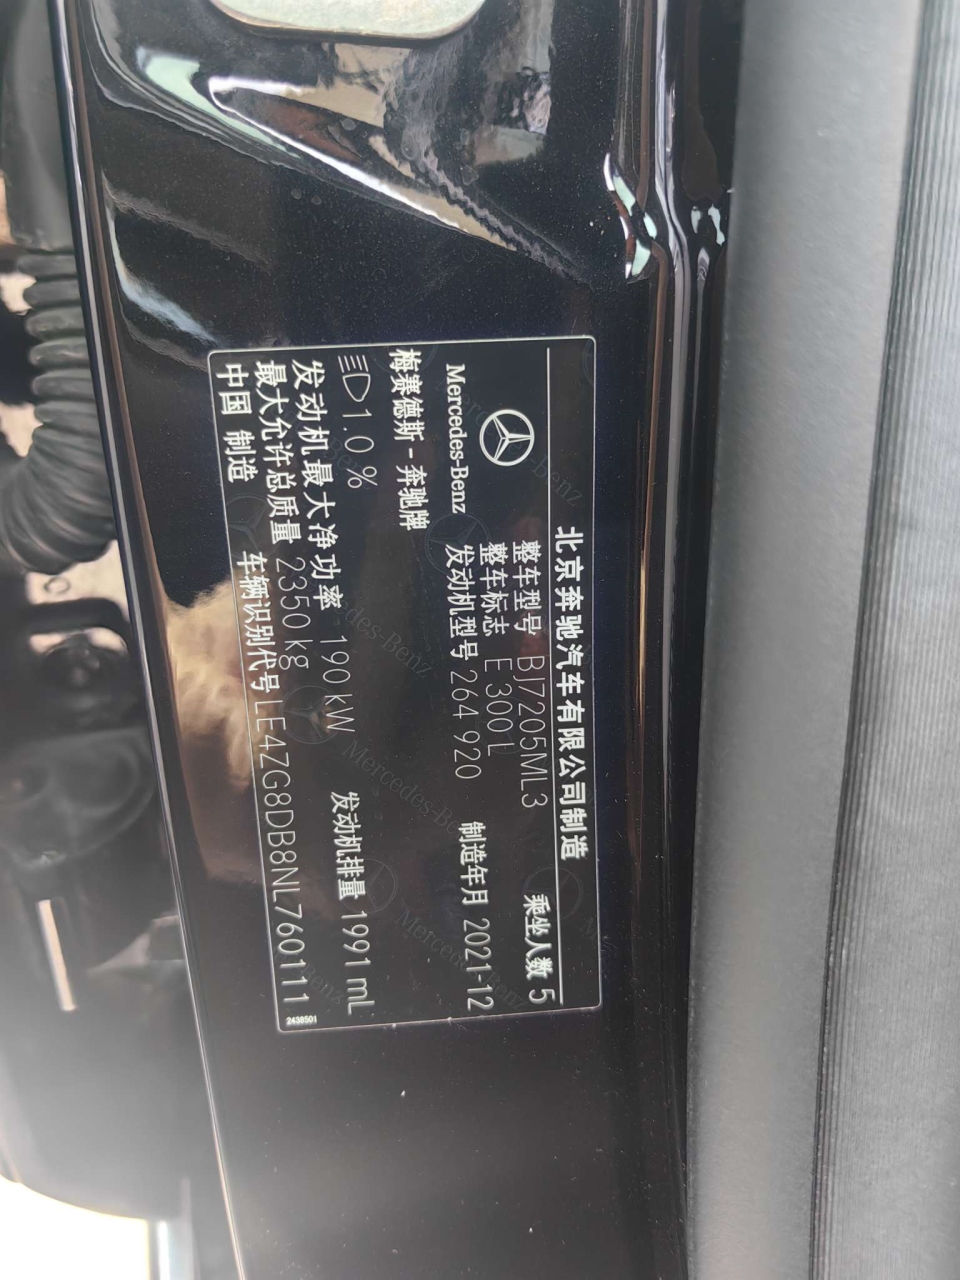 北京奔驰汽车有限公司制造
整车型号 BJ7205ML3 乘坐人数 5
整车标志 E 300 L
Mercedes-Benz 发动机型号 264 920 制造年月 2021-12
梅赛德斯-奔驰牌
1.0 %
发动机最大净功率 190 kW 发动机排量 1991 mL
最大允许总质量 2350 kg
中国 制造 车辆识别代号 LE4ZG8DB8NL760111
2438501